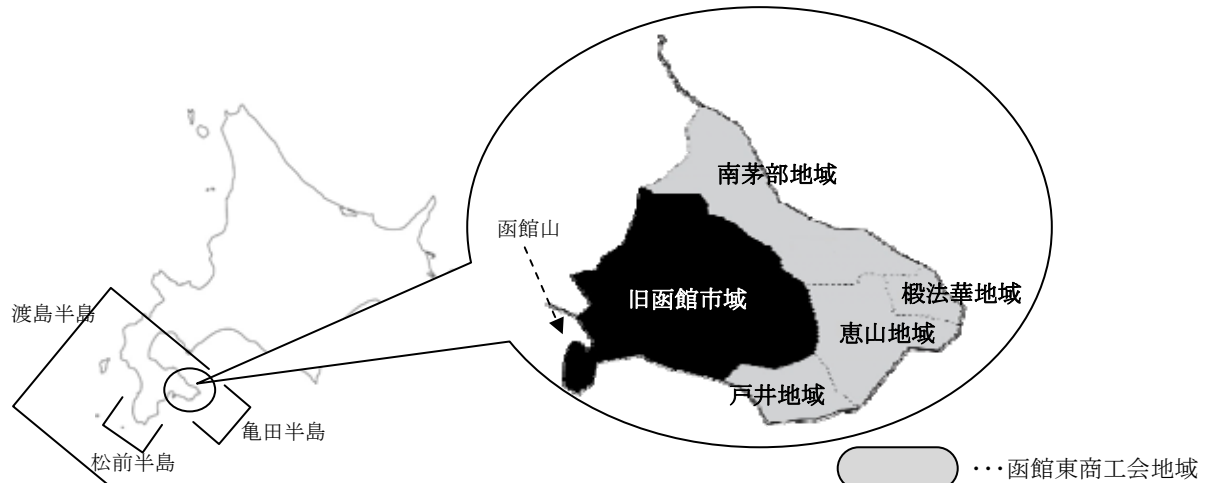 南茅部地域
函館山
旧函館市域
椴法華地域
恵山地域
戸井地域
渡島半島
亀田半島
松前半島
…函館東商工会地域